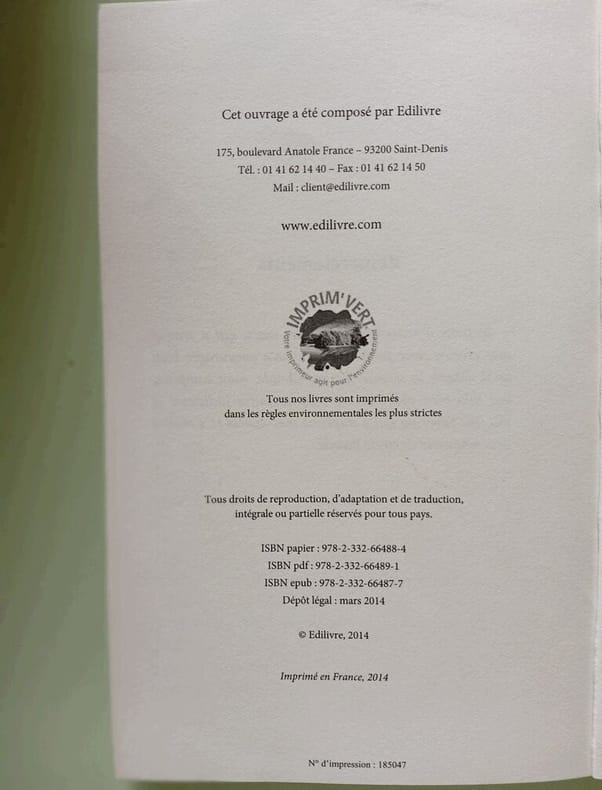 Cet ouvrage a été composé par Edilivre
175, boulevard Anatole France – 93200 Saint-Denis
Tél. : 01 41 62 14 40 – Fax : 01 41 62 14 50
Mail : client@edilivre.com
www.edilivre.com
IMPRIM'VERT
Votre imprimeur agit pour l'environnement
Tous nos livres sont imprimés
dans les règles environnementales les plus strictes
Tous droits de reproduction, d'adaptation et de traduction,
intégrale ou partielle réservés pour tous pays.
ISBN papier : 978-2-332-66488-4
ISBN pdf : 978-2-332-66489-1
ISBN epub : 978-2-332-66487-7
Dépôt légal : mars 2014
© Edilivre, 2014
Imprimé en France, 2014
N° d'impression : 185047